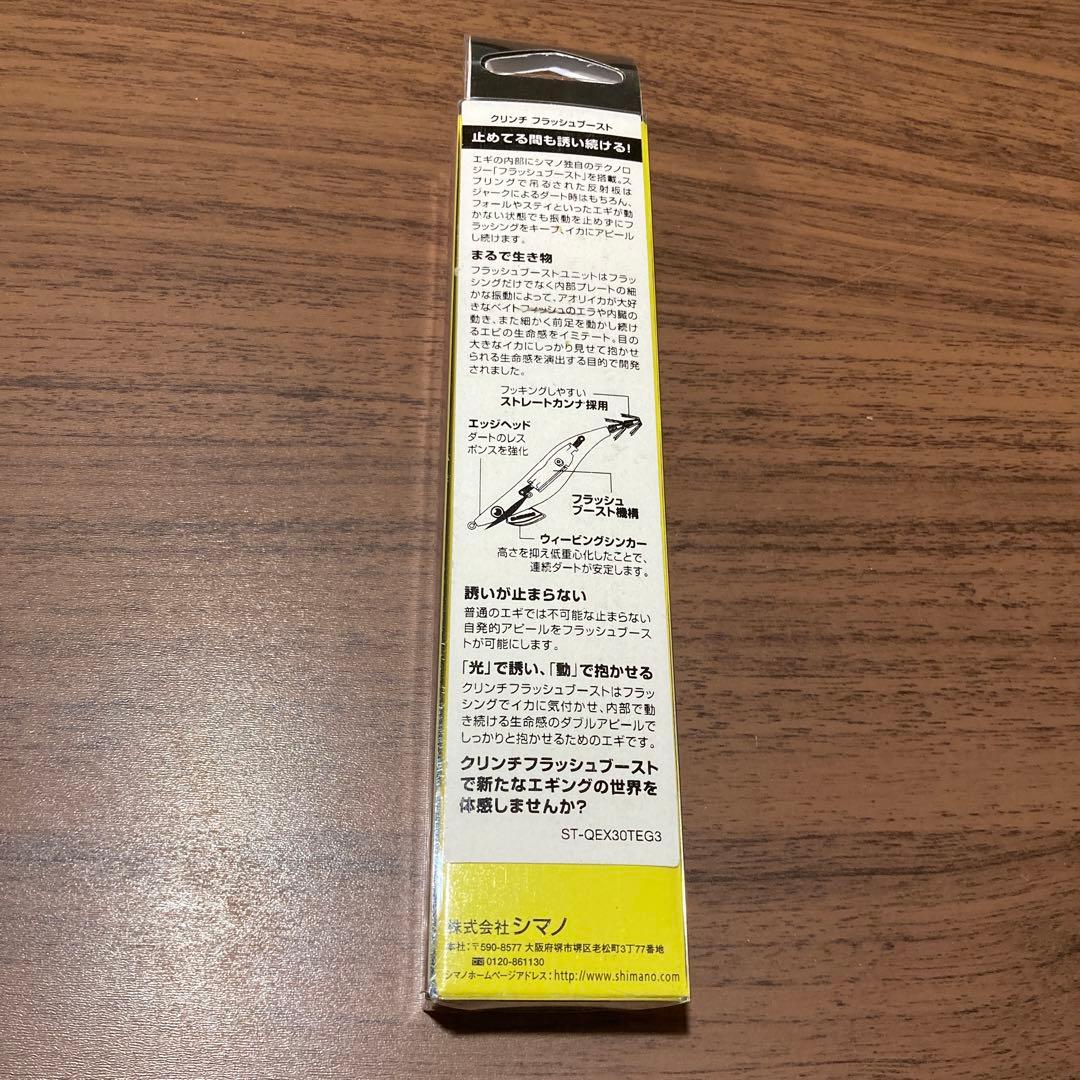 クリンチ フラッシュブースト
止めてる間も誘い続ける!
エギの内部にシマノ独自のテクノロ
ジー「フラッシュブースト」を搭載。ス
プリングで吊るされた反射板は
ジャークによるダート時はもちろん、
フォールやステイといったエギが動
かない状態でも振動を止めずにフ
ラッシングをキープ、イカにアピール
し続けます。
まるで生き物
フラッシュブーストユニットはフラッ
シングだけでなく内部プレートの細
かな振動によって、アオリイカが大好
きなベイトフィッシュのエラや内臓の
動き、また細かく前足を動かし続け
るエビの生命感をイミテート。目の
大きなイカにしっかり見せて抱かせ
られる生命感を演出する目的で開発
されました。
フッキングしやすい
ストレートカンナ採用
エッジヘッド
ダートのレス
ポンスを強化
フラッシュ
ブースト機構
ウィービングシンカー
高さを抑え低重心化したことで、
連続ダートが安定します。
誘いが止まらない
普通のエギでは不可能な止まらない
自発的アピールをフラッシュブース
トが可能にします。
「光」で誘い、「動」で抱かせる
クリンチフラッシュブーストはフラッ
シングでイカに気付かせ、内部で動
き続ける生命感のダブルアピールで
しっかりと抱かせるためのエギです。
クリンチフラッシュブースト
で新たなエギングの世界を
体感しませんか?
ST-QEX30TEG3
株式会社 シマノ
本社:〒590-8577 大阪府堺市堺区老松町3丁77番地
0120-861130
シマノホームページアドレス:http://www.shimano.com